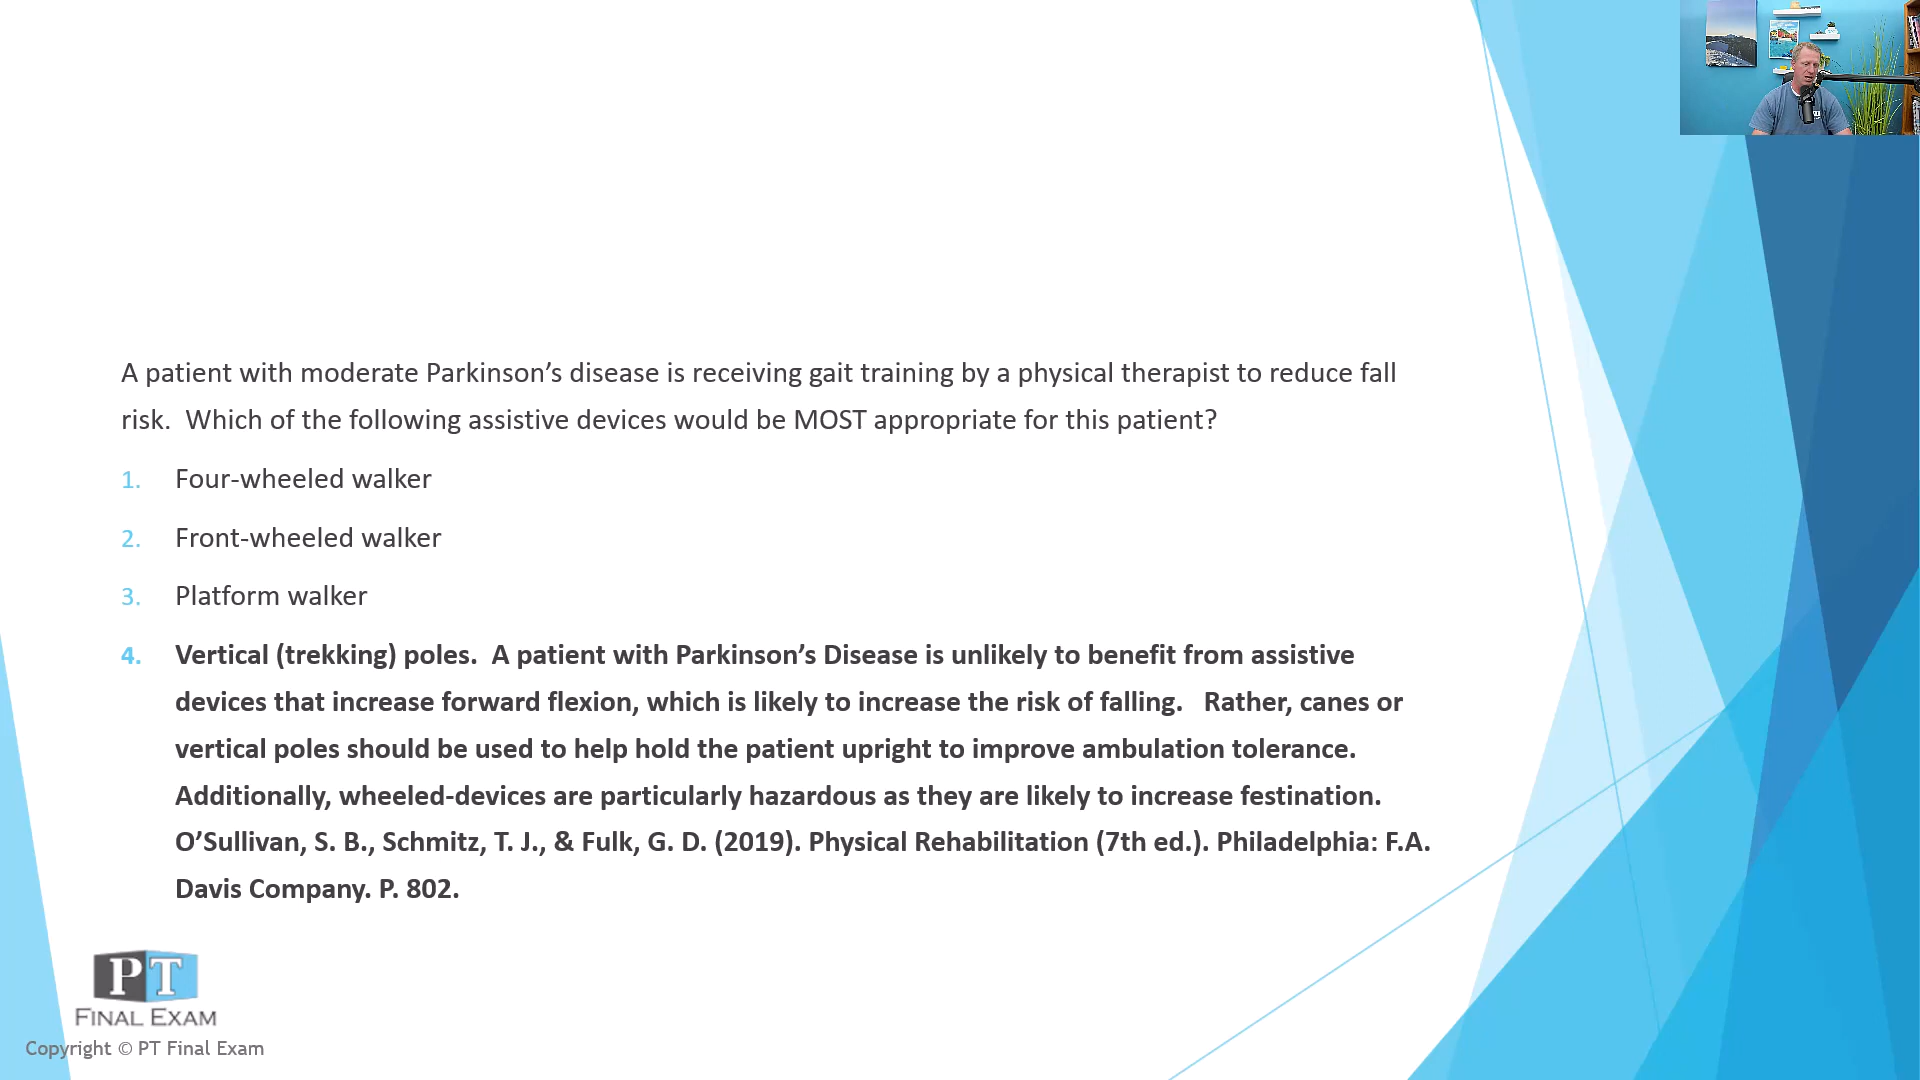 A patient with moderate Parkinson’s disease is receiving gait training by a physical therapist to reduce fall
risk.  Which of the following assistive devices would be MOST appropriate for this patient?
1. Four-wheeled walker
2. Front-wheeled walker
3. Platform walker
4. Vertical (trekking) poles.  A patient with Parkinson’s Disease is unlikely to benefit from assistive
devices that increase forward flexion, which is likely to increase the risk of falling.   Rather, canes or
vertical poles should be used to help hold the patient upright to improve ambulation tolerance.
Additionally, wheeled-devices are particularly hazardous as they are likely to increase festination.
O’Sullivan, S. B., Schmitz, T. J., & Fulk, G. D. (2019). Physical Rehabilitation (7th ed.). Philadelphia: F.A.
Davis Company. P. 802.
PT
FINAL EXAM
Copyright © PT Final Exam